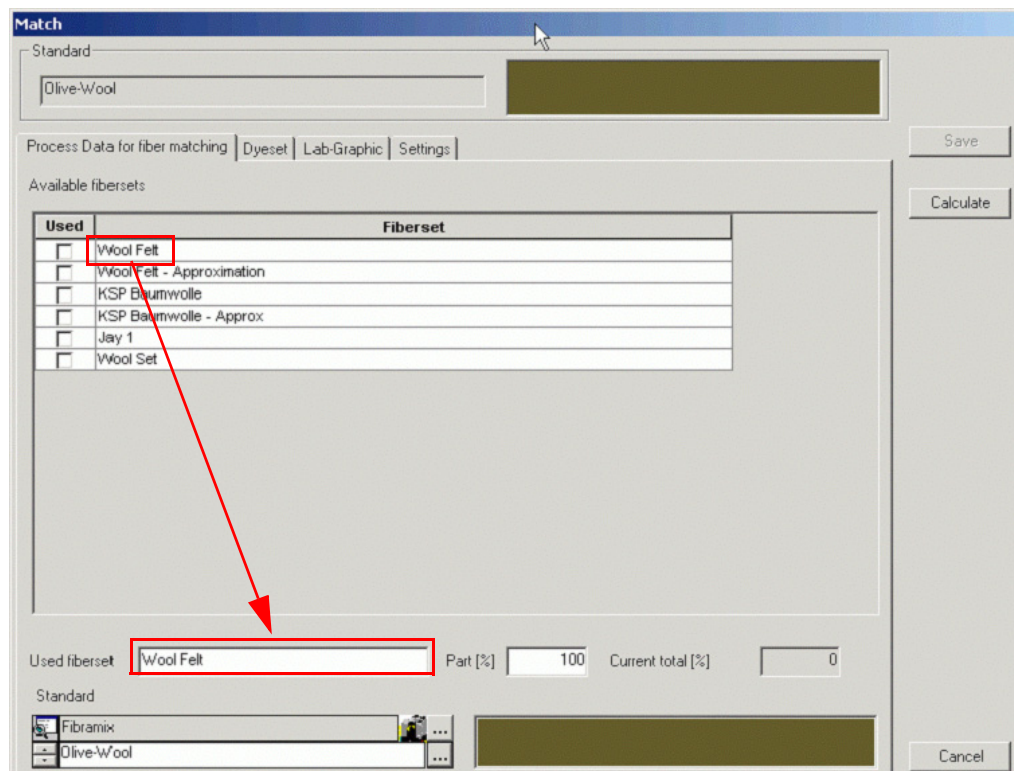 Match
Standard
Olive-Wool
Process Data for fiber matching Dyeset Lab-Graphic Settings
Save
Available fibersets
Calculate
Used Fiberset
Wool Felt
Wool Felt - Approximation
KSP Baumwolle
KSP Baumwolle - Approx
Jay 1
Wool Set
Used fiberset Wool Felt Part [%] 100 Current total [%] 0
Standard
Fibramix ...
Olive-Wool ...
Cancel